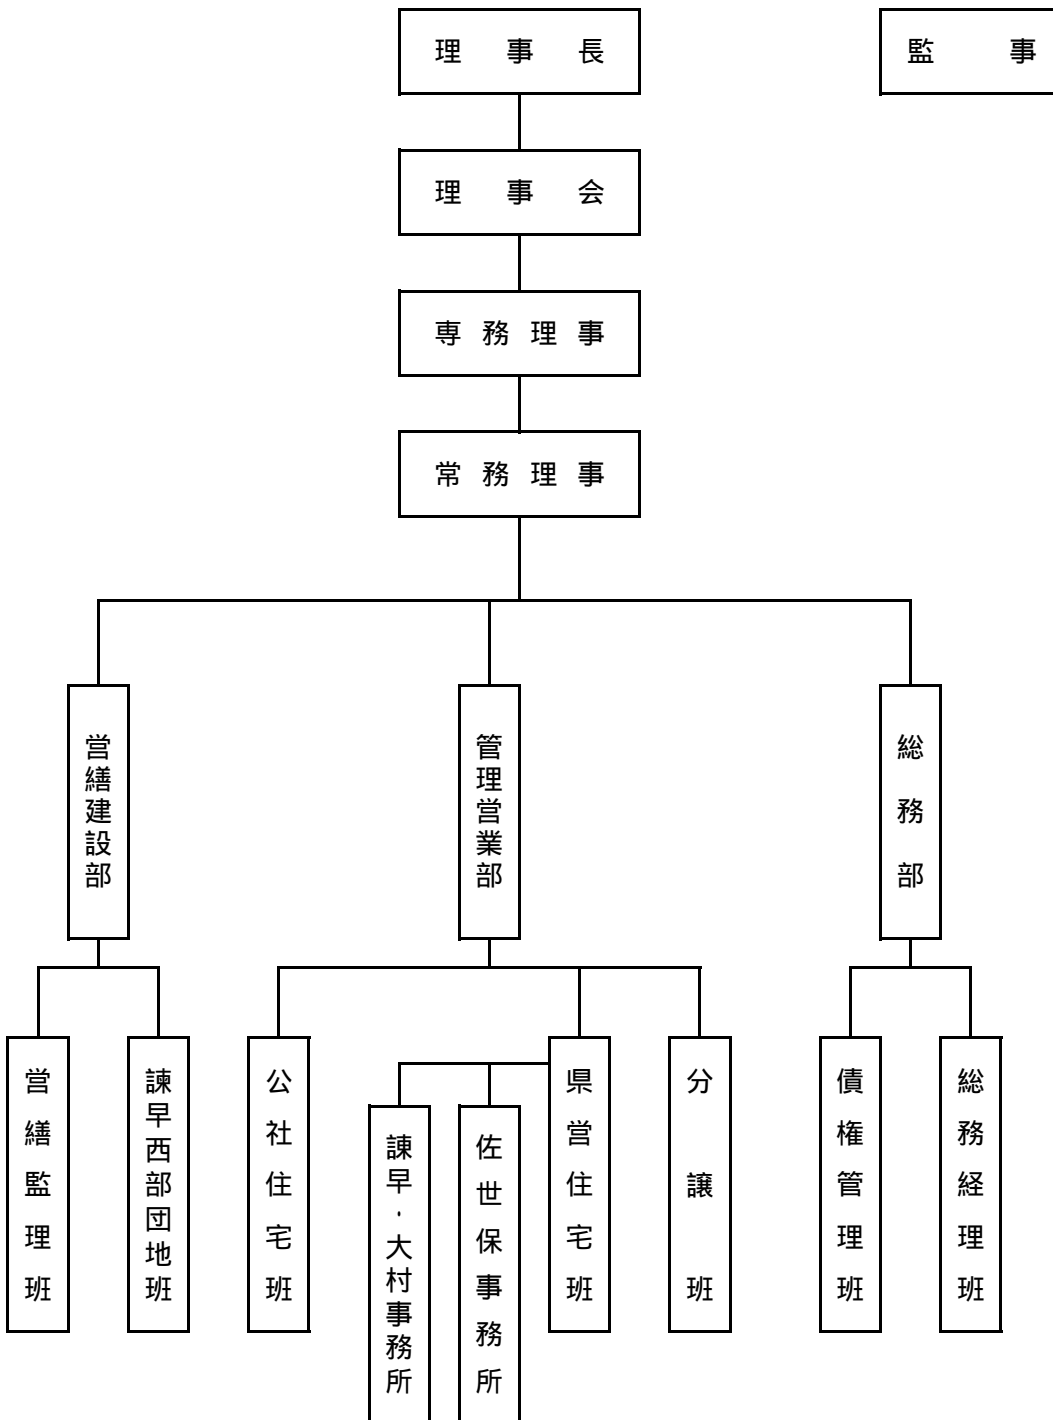 理事長
監事
理事会
専務理事
常務理事
営繕建設部
管理営業部
総務部
営繕監理班
諫早西部団地班
公社住宅班
諫早・大村事務所
佐世保事務所
県営住宅班
分譲班
債権管理班
総務経理班